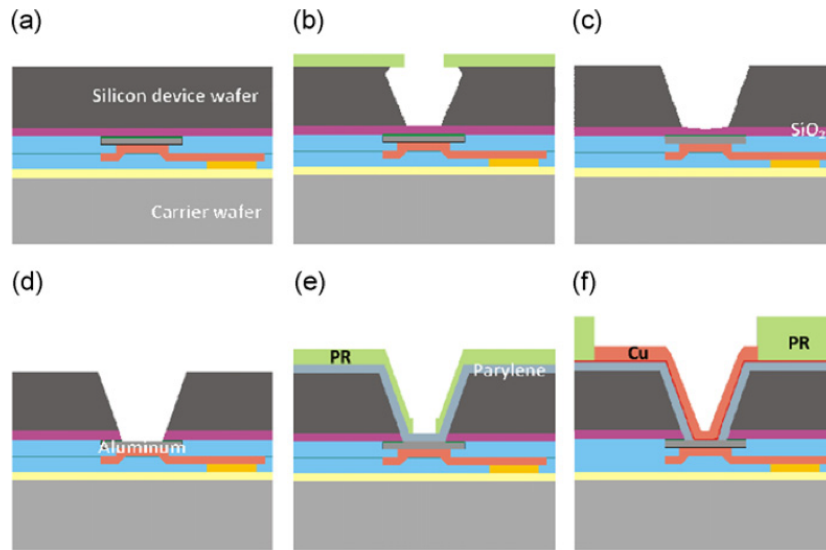 (a)
(b)
(c)
Silicon device wafer
SiO₂
Carrier wafer
(d)
(e)
(f)
PR
Cu
PR
Parylene
Aluminum